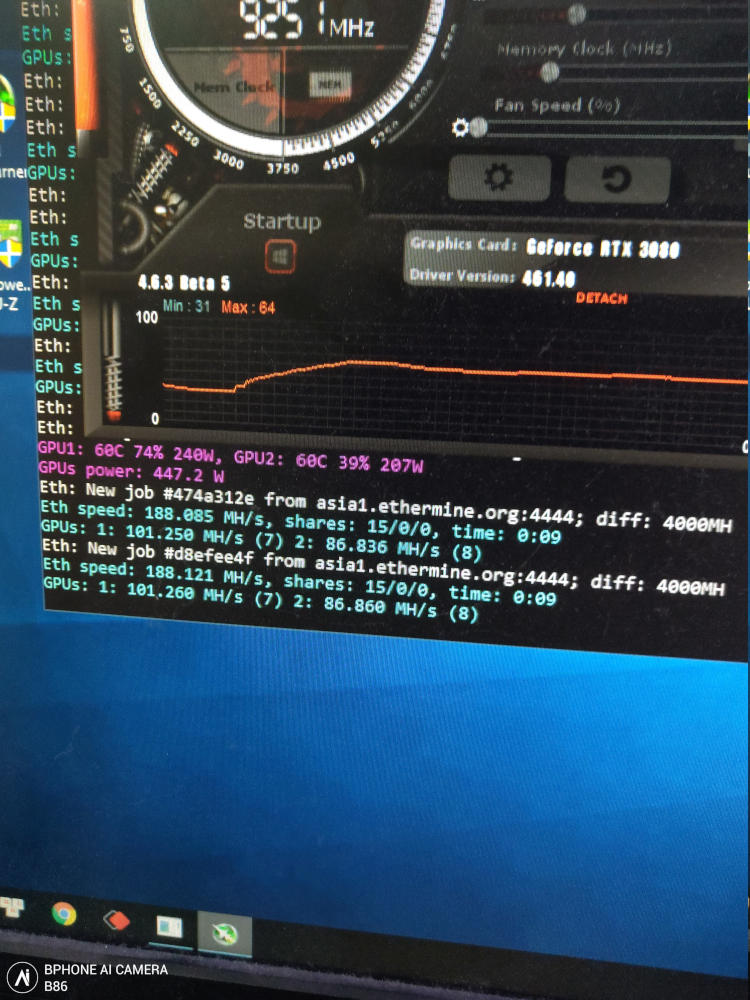 Eth:
9251 MHz
Eth s
GPUs:
Memory Clock (MHz)
750
Eth:
Mem Clock
MEM
Eth:
1500
Fan Speed (%)
Eth:
2250
5250
6000
Eth s
3000
3750
4500
GPUs:
Eth:
Eth:
Startup
Eth s
Graphics Card: GeForce RTX 3080
GPUs:
Driver Version: 461.40
Eth:
4.6.3 Beta 5
DETACH
Eth s
Min : 31 Max : 64
100
GPUs:
Eth:
Eth s
GPUs:
Eth:
0
Eth:
GPU1: 60C 74% 240W, GPU2: 60C 39% 207W
GPUs power: 447.2 W
Eth: New job #474a312e from asia1.ethermine.org:4444; diff: 4000MH
Eth speed: 188.085 MH/s, shares: 15/0/0, time: 0:09
GPUs: 1: 101.250 MH/s (7) 2: 86.836 MH/s (8)
Eth: New job #d8efee4f from asia1.ethermine.org:4444; diff: 4000MH
Eth speed: 188.121 MH/s, shares: 15/0/0, time: 0:09
GPUs: 1: 101.260 MH/s (7) 2: 86.860 MH/s (8)
BPHONE AI CAMERA
B86